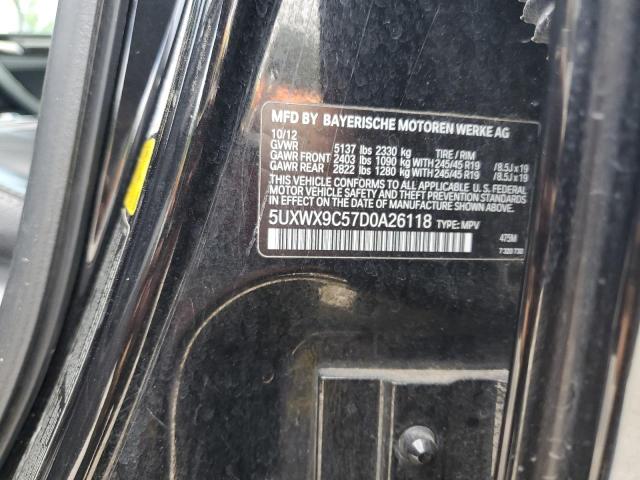 MFD BY BAYERISCHE MOTOREN WERKE AG
10/12
GVWR 5137 lbs 2330 kg TIRE / RIM
GAWR FRONT 2403 lbs 1090 kg WITH 245/45 R19 /8.5J x 19
GAWR REAR 2822 lbs 1280 kg WITH 245/45 R19 /8.5J x 19
THIS VEHICLE CONFORMS TO ALL APPLICABLE U.S. FEDERAL
MOTOR VEHICLE SAFETY, BUMPER, AND THEFT PREVENTION
STANDARDS IN EFFECT ON THE DATE OF MANUFACTURE SHOWN ABOVE.
5UXWX9C57D0A26118 TYPE: MPV
475M